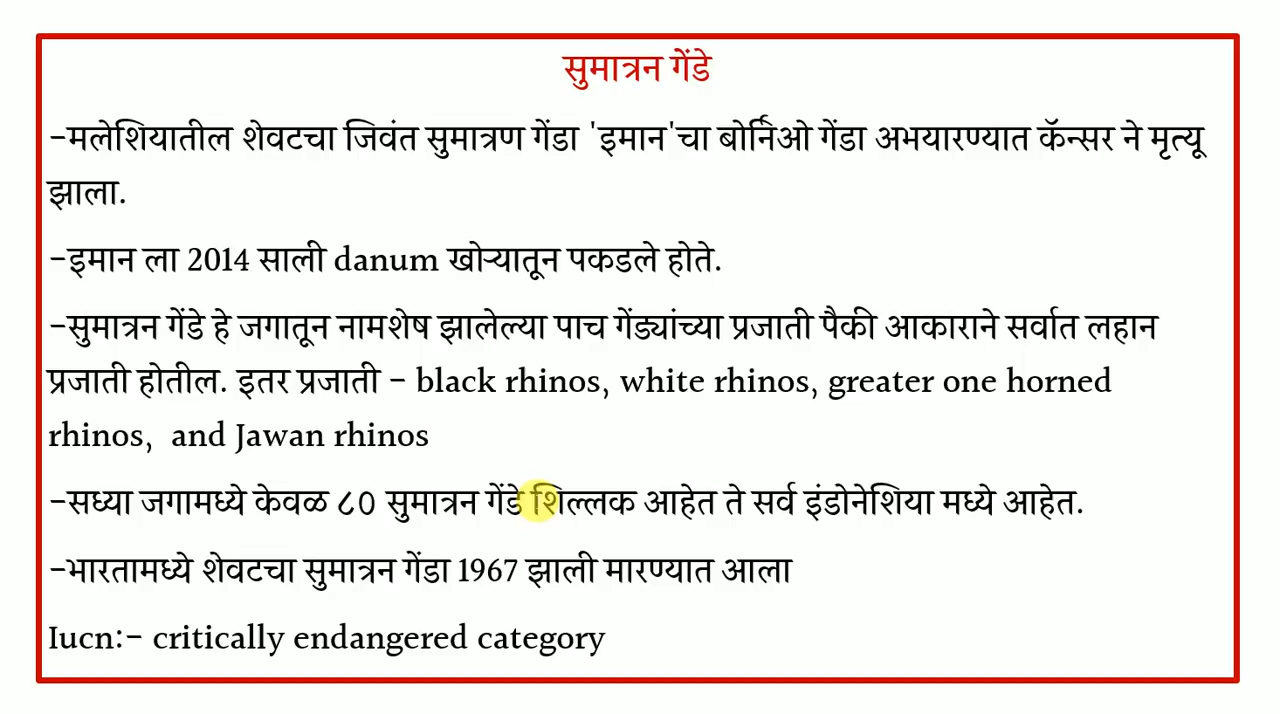 सुमात्रन गेंडे
-मलेशियातील शेवटचा जिवंत सुमात्रण गेंडा 'इमान'चा बोर्निओ गेंडा अभयारण्यात कॅन्सर ने मृत्यू
झाला.
-इमान ला 2014 साली danum खोऱ्यातून पकडले होते.
-सुमात्रन गेंडे हे जगातून नामशेष झालेल्या पाच गेंड्यांच्या प्रजाती पैकी आकाराने सर्वात लहान
प्रजाती होतील. इतर प्रजाती - black rhinos, white rhinos, greater one horned
rhinos, and Jawan rhinos
-सध्या जगामध्ये केवळ ८० सुमात्रन गेंडे शिल्लक आहेत ते सर्व इंडोनेशिया मध्ये आहेत.
-भारतामध्ये शेवटचा सुमात्रन गेंडा 1967 झाली मारण्यात आला
Iucn:- critically endangered category